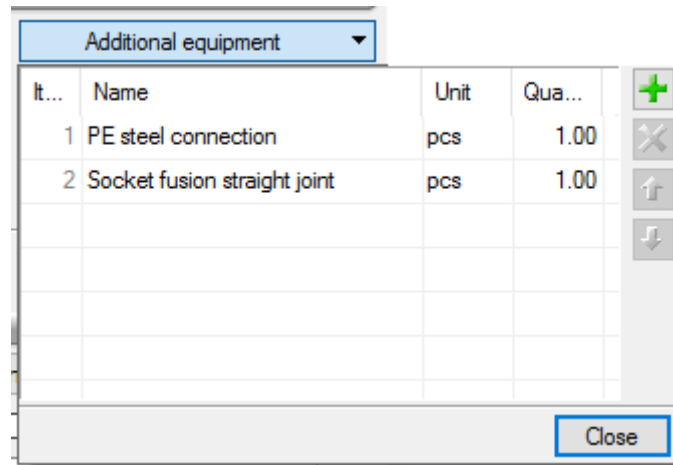 Additional equipment
It... Name Unit Qua...
1 PE steel connection pcs 1.00
2 Socket fusion straight joint pcs 1.00
Close